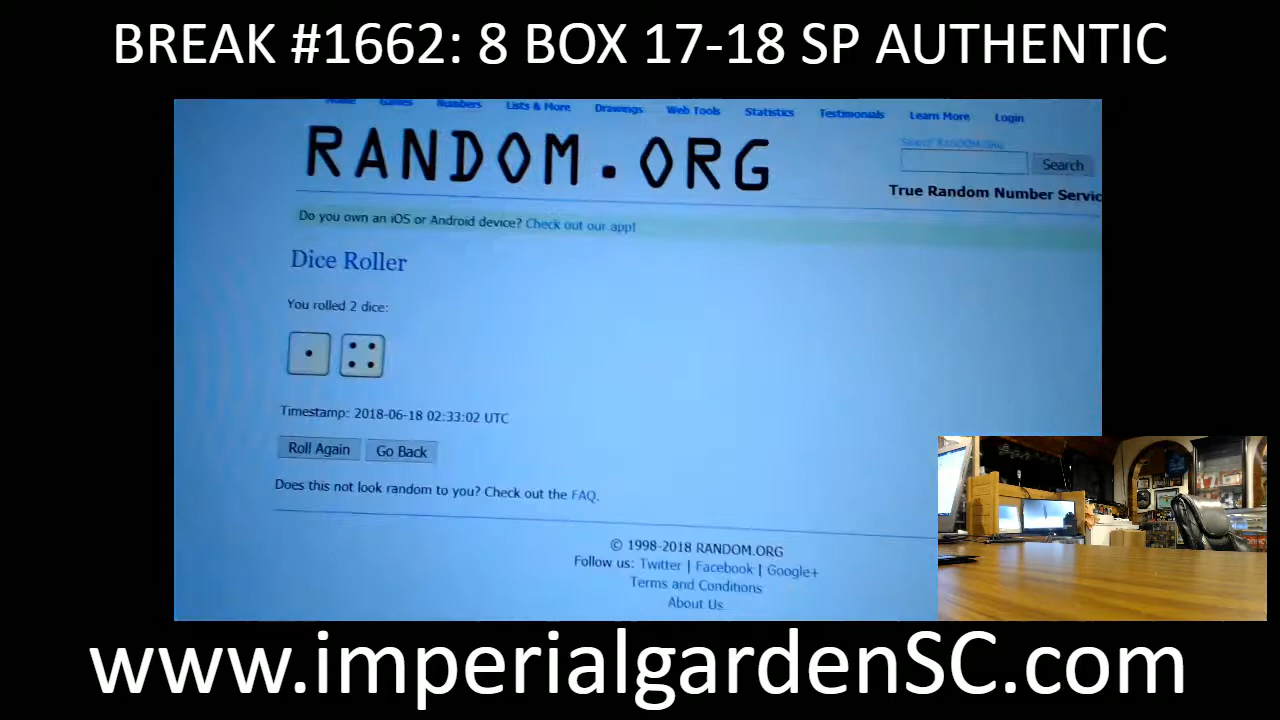 BREAK #1662: 8 BOX 17-18 SP AUTHENTIC
Home Games Numbers Lists & More Drawings Web Tools Statistics Testimonials Learn More Login
RANDOM.ORG
Search RANDOM.ORG
Search
True Random Number Servic
Do you own an iOS or Android device? Check out our app!
Dice Roller
You rolled 2 dice:
Timestamp: 2018-06-18 02:33:02 UTC
Roll Again Go Back
Does this not look random to you? Check out the FAQ.
© 1998-2018 RANDOM.ORG
Follow us: Twitter | Facebook | Google+
Terms and Conditions
About Us
www.imperialgardenSC.com